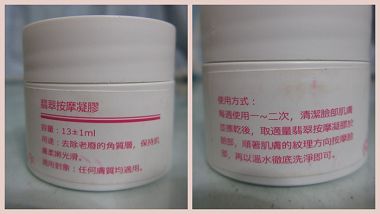 翡翠按摩凝膠
容量：13±1ml
用途：去除老廢的角質層，保持肌
膚柔嫩光滑。
適用對象：任何膚質均適用。
使用方式：
每週使用一~二次，清潔臉部肌膚
並擦乾後，取適量翡翠按摩凝膠於
臉部，順著肌膚的紋理方向按摩臉
部，再以溫水徹底洗淨即可。